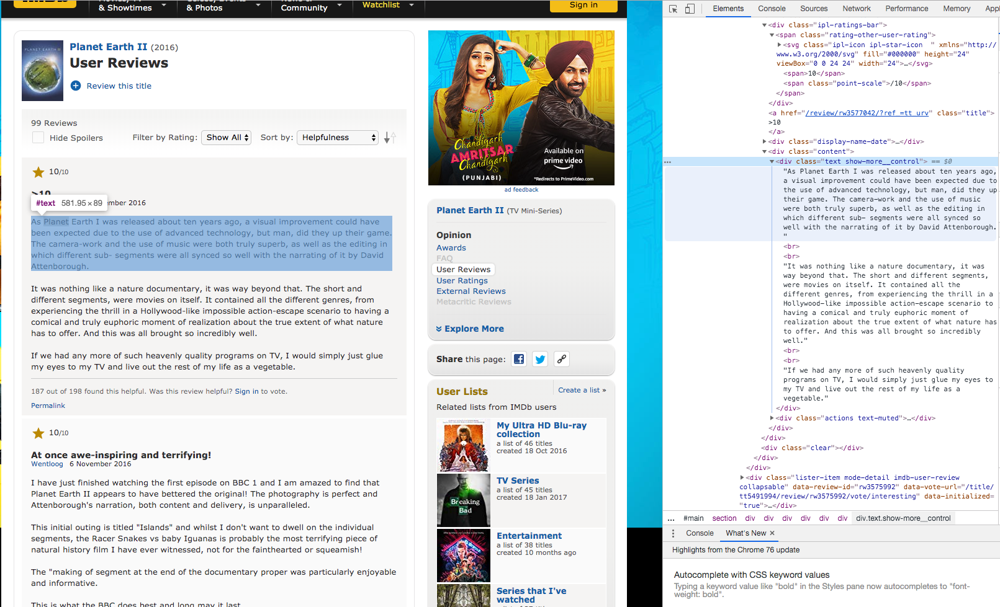 & Showtimes
& Photos
Community
Watchlist
Sign in
PLANET EARTH II
Planet Earth II (2016)
User Reviews
Review this title
99 Reviews
Hide Spoilers
Filter by Rating: Show All
Sort by: Helpfulness
10/10
>10
#text 581.95 × 89
mber 2016
As Planet Earth I was released about ten years ago, a visual improvement could have
been expected due to the use of advanced technology, but man, did they up their game.
The camera-work and the use of music were both truly superb, as well as the editing in
which different sub- segments were all synced so well with the narrating of it by David
Attenborough.
It was nothing like a nature documentary, it was way beyond that. The short and
different segments, were movies on itself. It contained all the different genres, from
experiencing the thrill in a Hollywood-like impossible action-escape scenario to having a
comical and truly euphoric moment of realization about the true extent of what nature
has to offer. And this was all brought so incredibly well.
If we had any more of such heavenly quality programs on TV, I would simply just glue
my eyes to my TV and live out the rest of my life as a vegetable.
187 out of 198 found this helpful. Was this review helpful? Sign in to vote.
Permalink
10/10
At once awe-inspiring and terrifying!
Wentloog 6 November 2016
I have just finished watching the first episode on BBC 1 and I am amazed to find that
Planet Earth II appears to have bettered the original! The photography is perfect and
Attenborough's narration, both content and delivery, is unparalleled.
This initial outing is titled "Islands" and whilst I don't want to dwell on the individual
segments, the Racer Snakes vs baby Iguanas is probably the most terrifying piece of
natural history film I have ever witnessed, not for the fainthearted or squeamish!
The "making of segment at the end of the documentary proper was particularly enjoyable
and informative.
This is what the BBC does best and long may it last
Chandigarh
AMRITSAR
Chandigarh
(PUNJABI)
Available on
prime video
*Redirects to PrimeVideo.com
ad feedback
Planet Earth II (TV Mini-Series)
Opinion
Awards
FAQ
User Reviews
User Ratings
External Reviews
Metacritic Reviews
Explore More
Share this page:
User Lists
Create a list »
Related lists from IMDb users
My Ultra HD Blu-ray
collection
a list of 46 titles
created 18 Oct 2016
Breaking
Bad
TV Series
a list of 45 titles
created 18 Jan 2017
Entertainment
a list of 38 titles
created 10 months ago
Series that I've
watched
Elements Console Sources Network Performance Memory Appl
<div class="ipl-ratings-bar">
<span class="rating-other-user-rating">
<svg class="ipl-icon ipl-star-icon  " xmlns="http://
www.w3.org/2000/svg" fill="#000000" height="24"
viewBox="0 0 24 24" width="24">…</svg>
<span>10</span>
<span class="point-scale">/10</span>
</span>
</div>
<a href="/review/rw3577042/?ref_=tt_urv" class="title"
>10
</a>
<div class="display-name-date">…</div>
<div class="content">
... <div class="text show-more__control"> == $0
"As Planet Earth I was released about ten years ago,
a visual improvement could have been expected due to
the use of advanced technology, but man, did they up
their game. The camera-work and the use of music
were both truly superb, as well as the editing in
which different sub- segments were all synced so
well with the narrating of it by David Attenborough.
"
<br>
<br>
"It was nothing like a nature documentary, it was
way beyond that. The short and different segments,
were movies on itself. It contained all the
different genres, from experiencing the thrill in a
Hollywood-like impossible action-escape scenario to
having a comical and truly euphoric moment of
realization about the true extent of what nature has
to offer. And this was all brought so incredibly
well."
<br>
<br>
"If we had any more of such heavenly quality
programs on TV, I would simply just glue my eyes to
my TV and live out the rest of my life as a
vegetable."
</div>
<div class="actions text-muted">…</div>
</div>
</div>
<div class="clear"></div>
</div>
</div>
<div class="lister-item mode-detail imdb-user-review
collapsable" data-review-id="rw3575992" data-vote-url="/title/
tt5491994/review/rw3575992/vote/interesting" data-initialized=
"true">…</div>
... #main section div div div div div div div.text.show-more__control
Console What's New ×
Highlights from the Chrome 76 update
Autocomplete with CSS keyword values
Typing a keyword value like "bold" in the Styles pane now autocompletes to "font-
weight: bold".